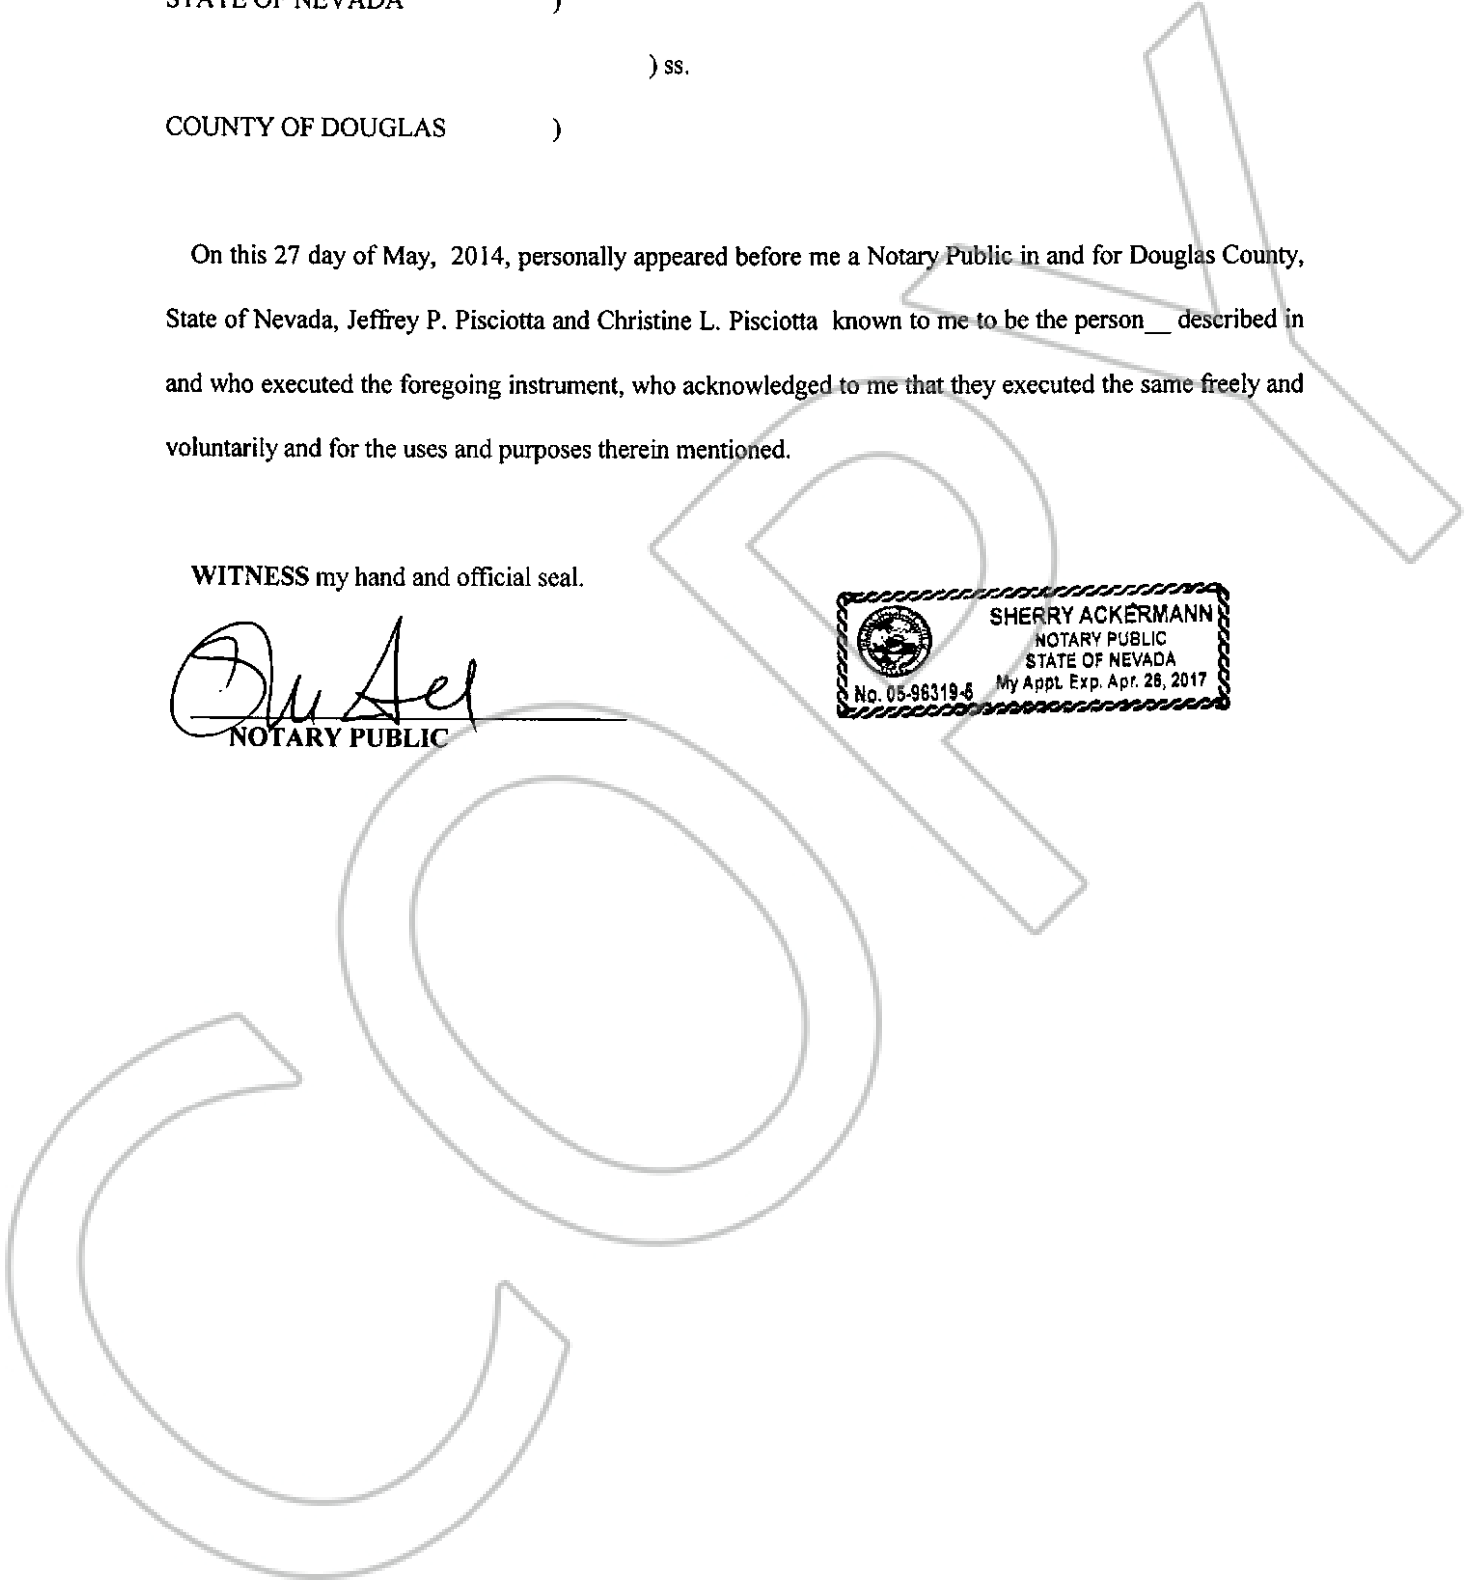 STATE OF NEVADA )
) ss.
COUNTY OF DOUGLAS )
On this 27 day of May, 2014, personally appeared before me a Notary Public in and for Douglas County,
State of Nevada, Jeffrey P. Pisciotta and Christine L. Pisciotta known to me to be the person__ described in
and who executed the foregoing instrument, who acknowledged to me that they executed the same freely and
voluntarily and for the uses and purposes therein mentioned.
WITNESS my hand and official seal.
NOTARY PUBLIC
SHERRY ACKERMANN
NOTARY PUBLIC
STATE OF NEVADA
My Appt. Exp. Apr. 26, 2017
No. 05-96319-5
COPY